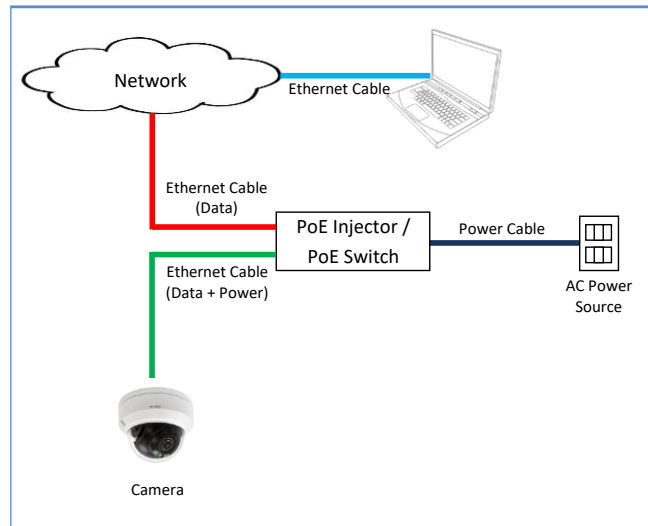 Network
Ethernet Cable
Ethernet Cable
(Data)
PoE Injector /
PoE Switch
Power Cable
Ethernet Cable
(Data + Power)
AC Power
Source
Camera